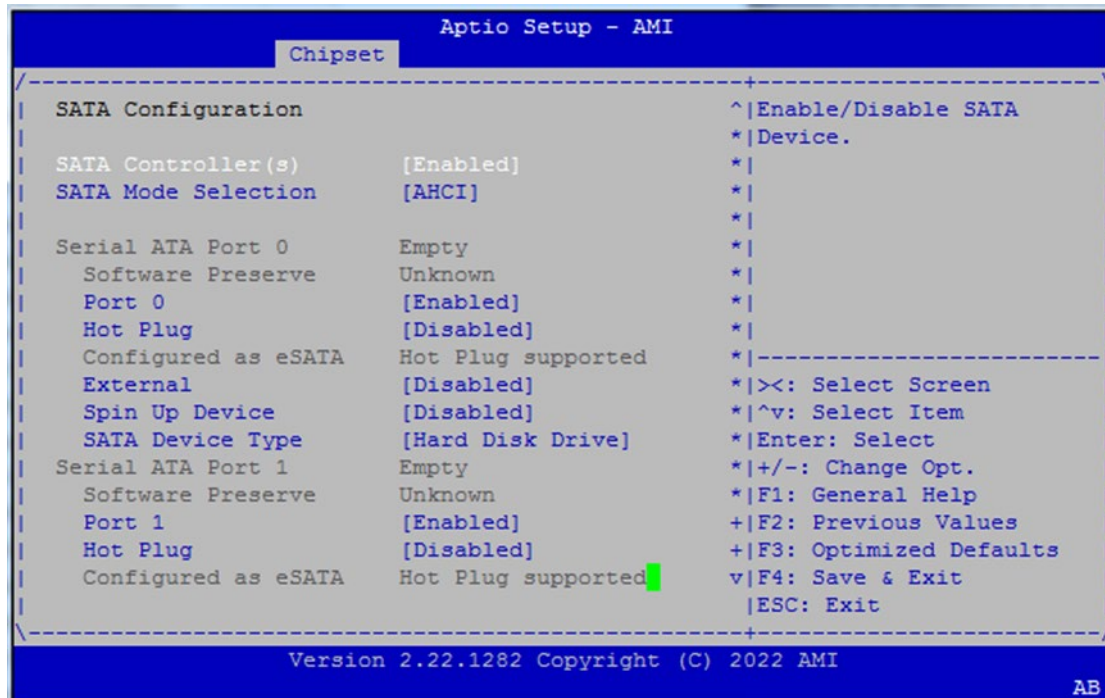 Aptio Setup - AMI
Chipset
/----------------------------------------------------+-------------------------\
| SATA Configuration ^|Enable/Disable SATA
| *|Device.
| SATA Controller(s) [Enabled] *|
| SATA Mode Selection [AHCI] *|
| *|
| Serial ATA Port 0 Empty *|
| Software Preserve Unknown *|
| Port 0 [Enabled] *|
| Hot Plug [Disabled] *|
| Configured as eSATA Hot Plug supported *|-------------------------
| External [Disabled] *|><: Select Screen
| Spin Up Device [Disabled] *|^v: Select Item
| SATA Device Type [Hard Disk Drive] *|Enter: Select
| Serial ATA Port 1 Empty *|+/-: Change Opt.
| Software Preserve Unknown *|F1: General Help
| Port 1 [Enabled] +|F2: Previous Values
| Hot Plug [Disabled] +|F3: Optimized Defaults
| Configured as eSATA Hot Plug supported v|F4: Save & Exit
| |ESC: Exit
\----------------------------------------------------+-------------------------/
Version 2.22.1282 Copyright (C) 2022 AMI
AB